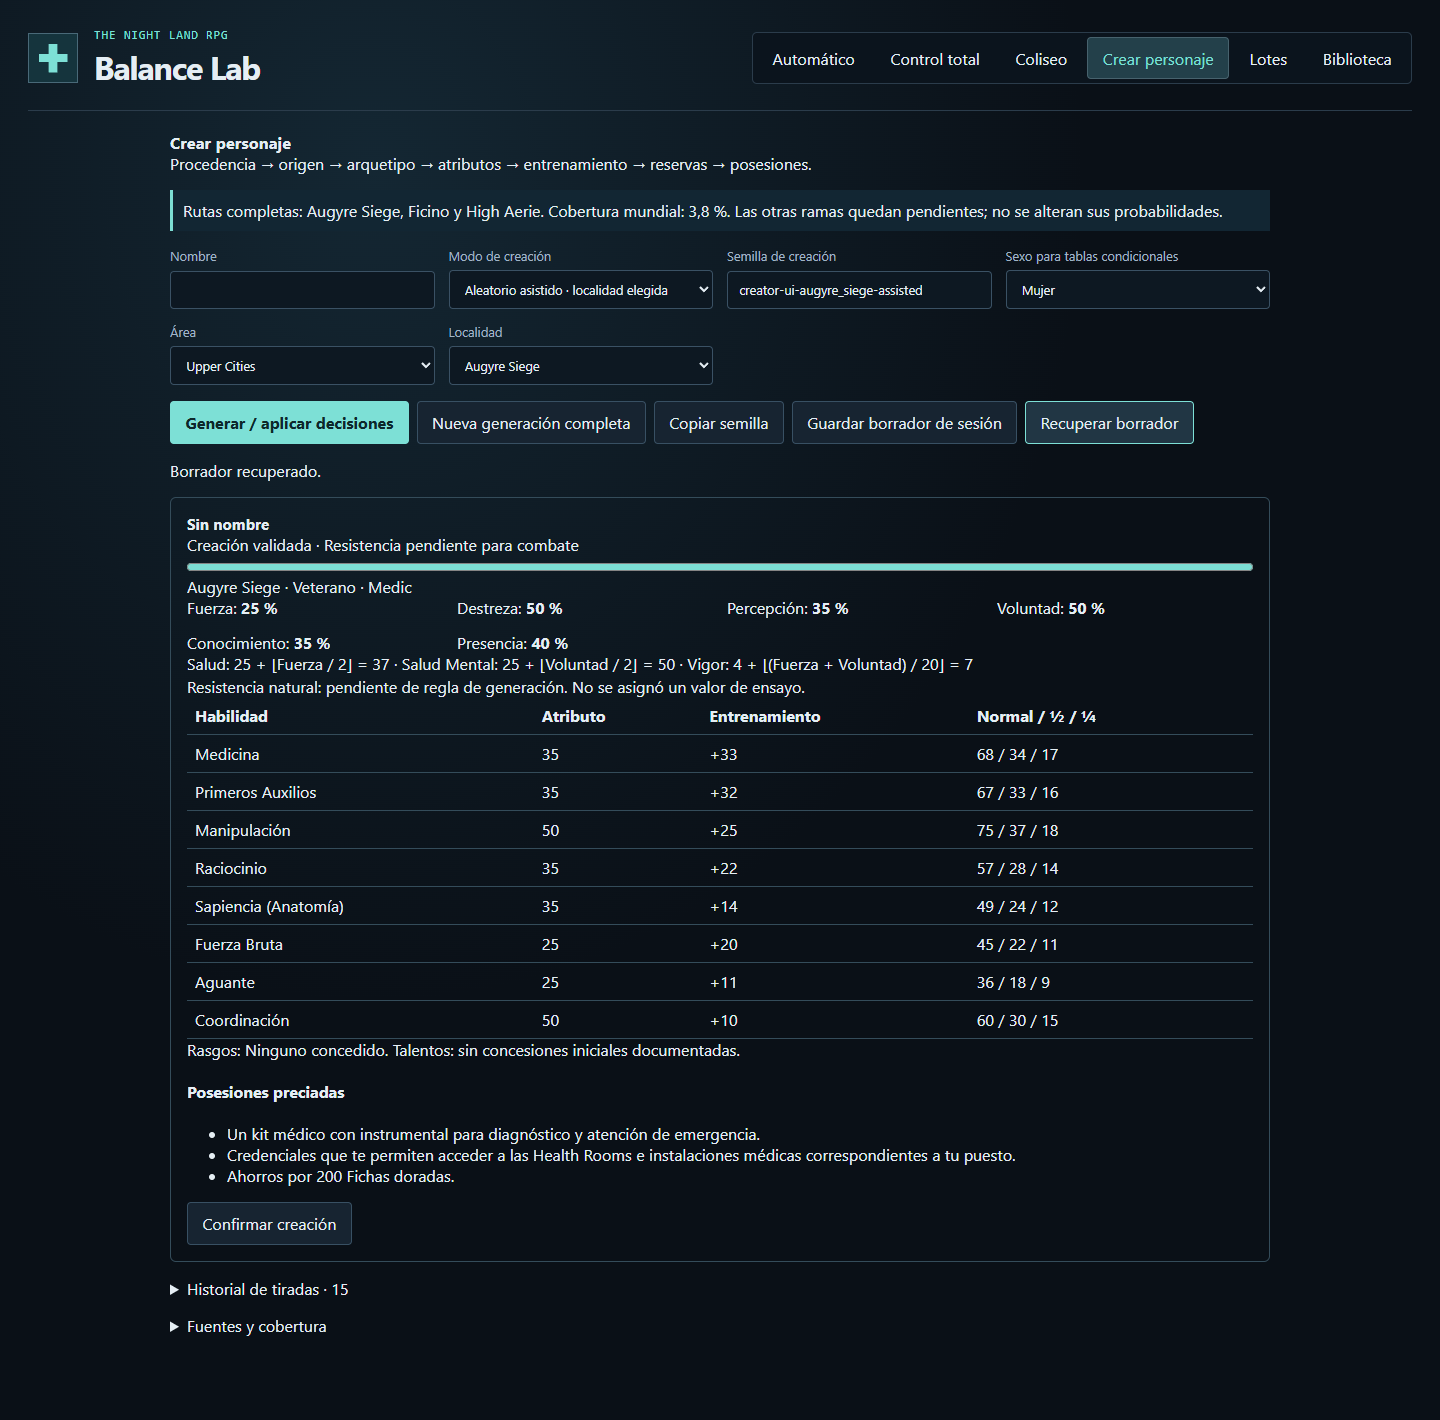 THE NIGHT LAND RPG
Balance Lab
Automático Control total Coliseo Crear personaje Lotes Biblioteca
Crear personaje
Procedencia → origen → arquetipo → atributos → entrenamiento → reservas → posesiones.
Rutas completas: Augyre Siege, Ficino y High Aerie. Cobertura mundial: 3,8 %. Las otras ramas quedan pendientes; no se alteran sus probabilidades.
Nombre Modo de creación Semilla de creación Sexo para tablas condicionales
Aleatorio asistido · localidad elegida creator-ui-augyre_siege-assisted Mujer
Área Localidad
Upper Cities Augyre Siege
Generar / aplicar decisiones Nueva generación completa Copiar semilla Guardar borrador de sesión Recuperar borrador
Borrador recuperado.
Sin nombre
Creación validada · Resistencia pendiente para combate
Augyre Siege · Veterano · Medic
Fuerza: 25 % Destreza: 50 % Percepción: 35 % Voluntad: 50 %
Conocimiento: 35 % Presencia: 40 %
Salud: 25 + ⌊Fuerza / 2⌋ = 37 · Salud Mental: 25 + ⌊Voluntad / 2⌋ = 50 · Vigor: 4 + ⌊(Fuerza + Voluntad) / 20⌋ = 7
Resistencia natural: pendiente de regla de generación. No se asignó un valor de ensayo.
Habilidad Atributo Entrenamiento Normal / ½ / ¼
Medicina 35 +33 68 / 34 / 17
Primeros Auxilios 35 +32 67 / 33 / 16
Manipulación 50 +25 75 / 37 / 18
Raciocinio 35 +22 57 / 28 / 14
Sapiencia (Anatomía) 35 +14 49 / 24 / 12
Fuerza Bruta 25 +20 45 / 22 / 11
Aguante 25 +11 36 / 18 / 9
Coordinación 50 +10 60 / 30 / 15
Rasgos: Ninguno concedido. Talentos: sin concesiones iniciales documentadas.
Posesiones preciadas
• Un kit médico con instrumental para diagnóstico y atención de emergencia.
• Credenciales que te permiten acceder a las Health Rooms e instalaciones médicas correspondientes a tu puesto.
• Ahorros por 200 Fichas doradas.
Confirmar creación
▶ Historial de tiradas · 15
▶ Fuentes y cobertura